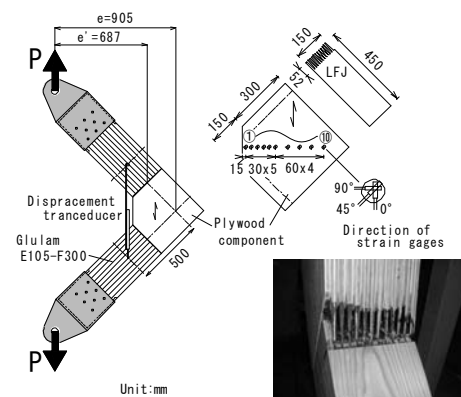 e=905
e'=687
P
Dispracement
tranceducer
Glulam
E105-F300
P
500
Plywood
component
Unit:mm
150
450
52
LFJ
300
150
①
⑩
15 30x5 60x4
90°
45°
0°
Direction of
strain gages